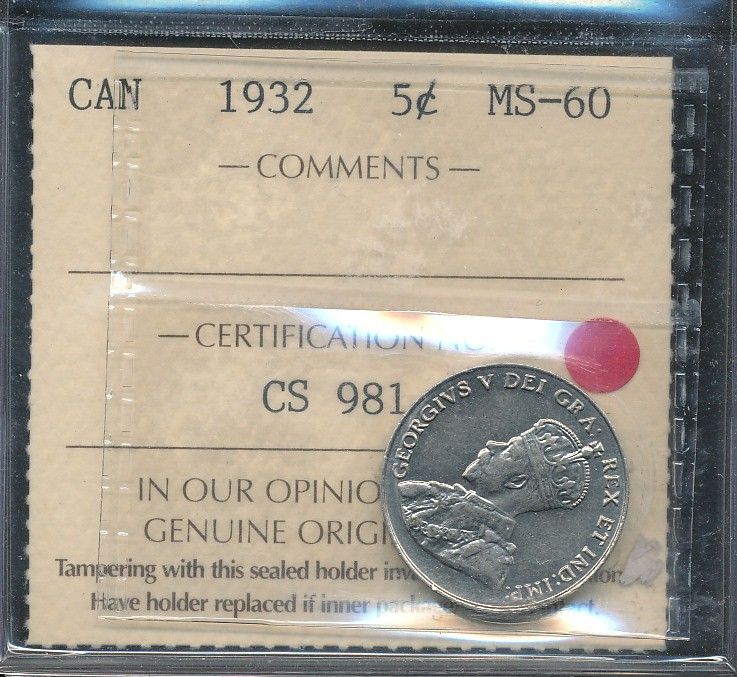 CAN 1932 5¢ MS-60
— COMMENTS —
— CERTIFICATION
CS 981
IN OUR OPINIO
GENUINE ORIGI
Tampering with this sealed holder inv
Have holder replaced if inner
GEORGIVS V DEI GRA: REX ET IND: IMP: